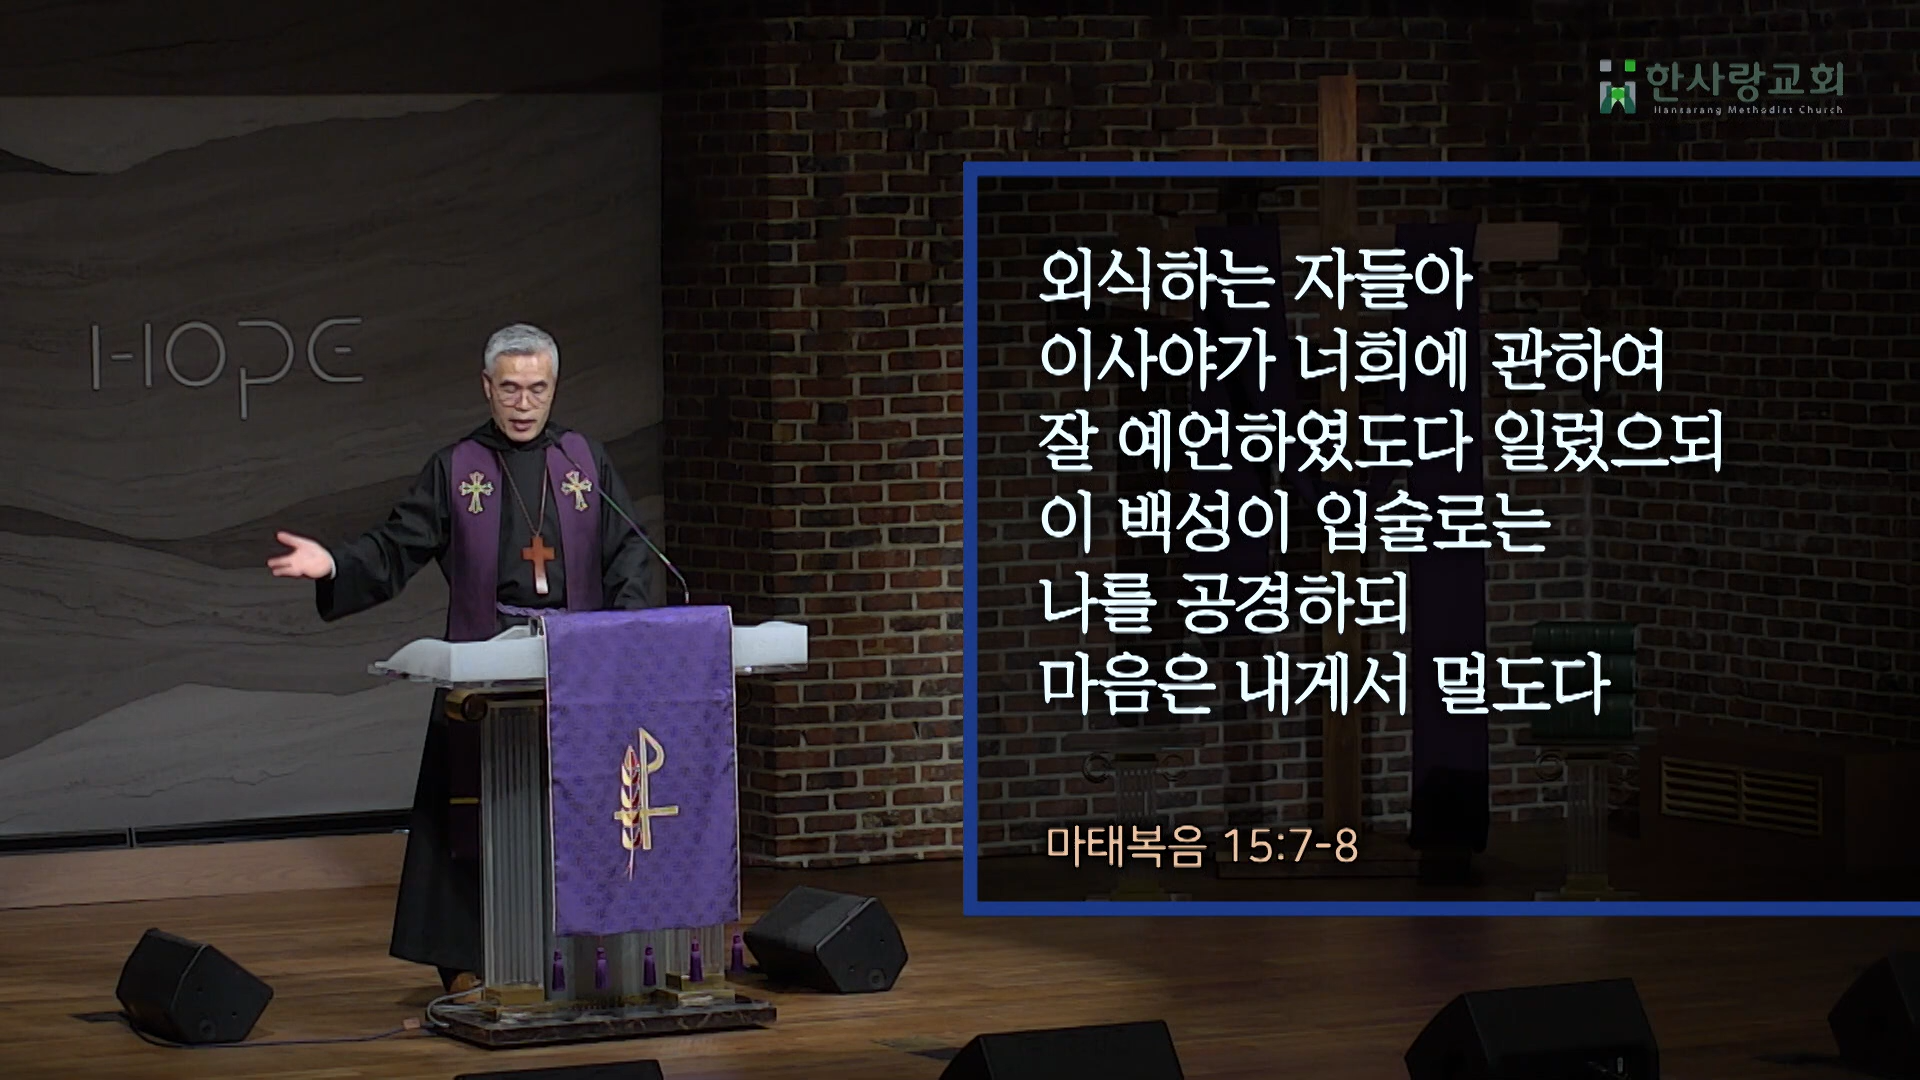 한사랑교회
Hansarang Methodist Church
HOPE
외식하는 자들아
이사야가 너희에 관하여
잘 예언하였도다 일렀으되
이 백성이 입술로는
나를 공경하되
마음은 내게서 멀도다
마태복음 15:7-8